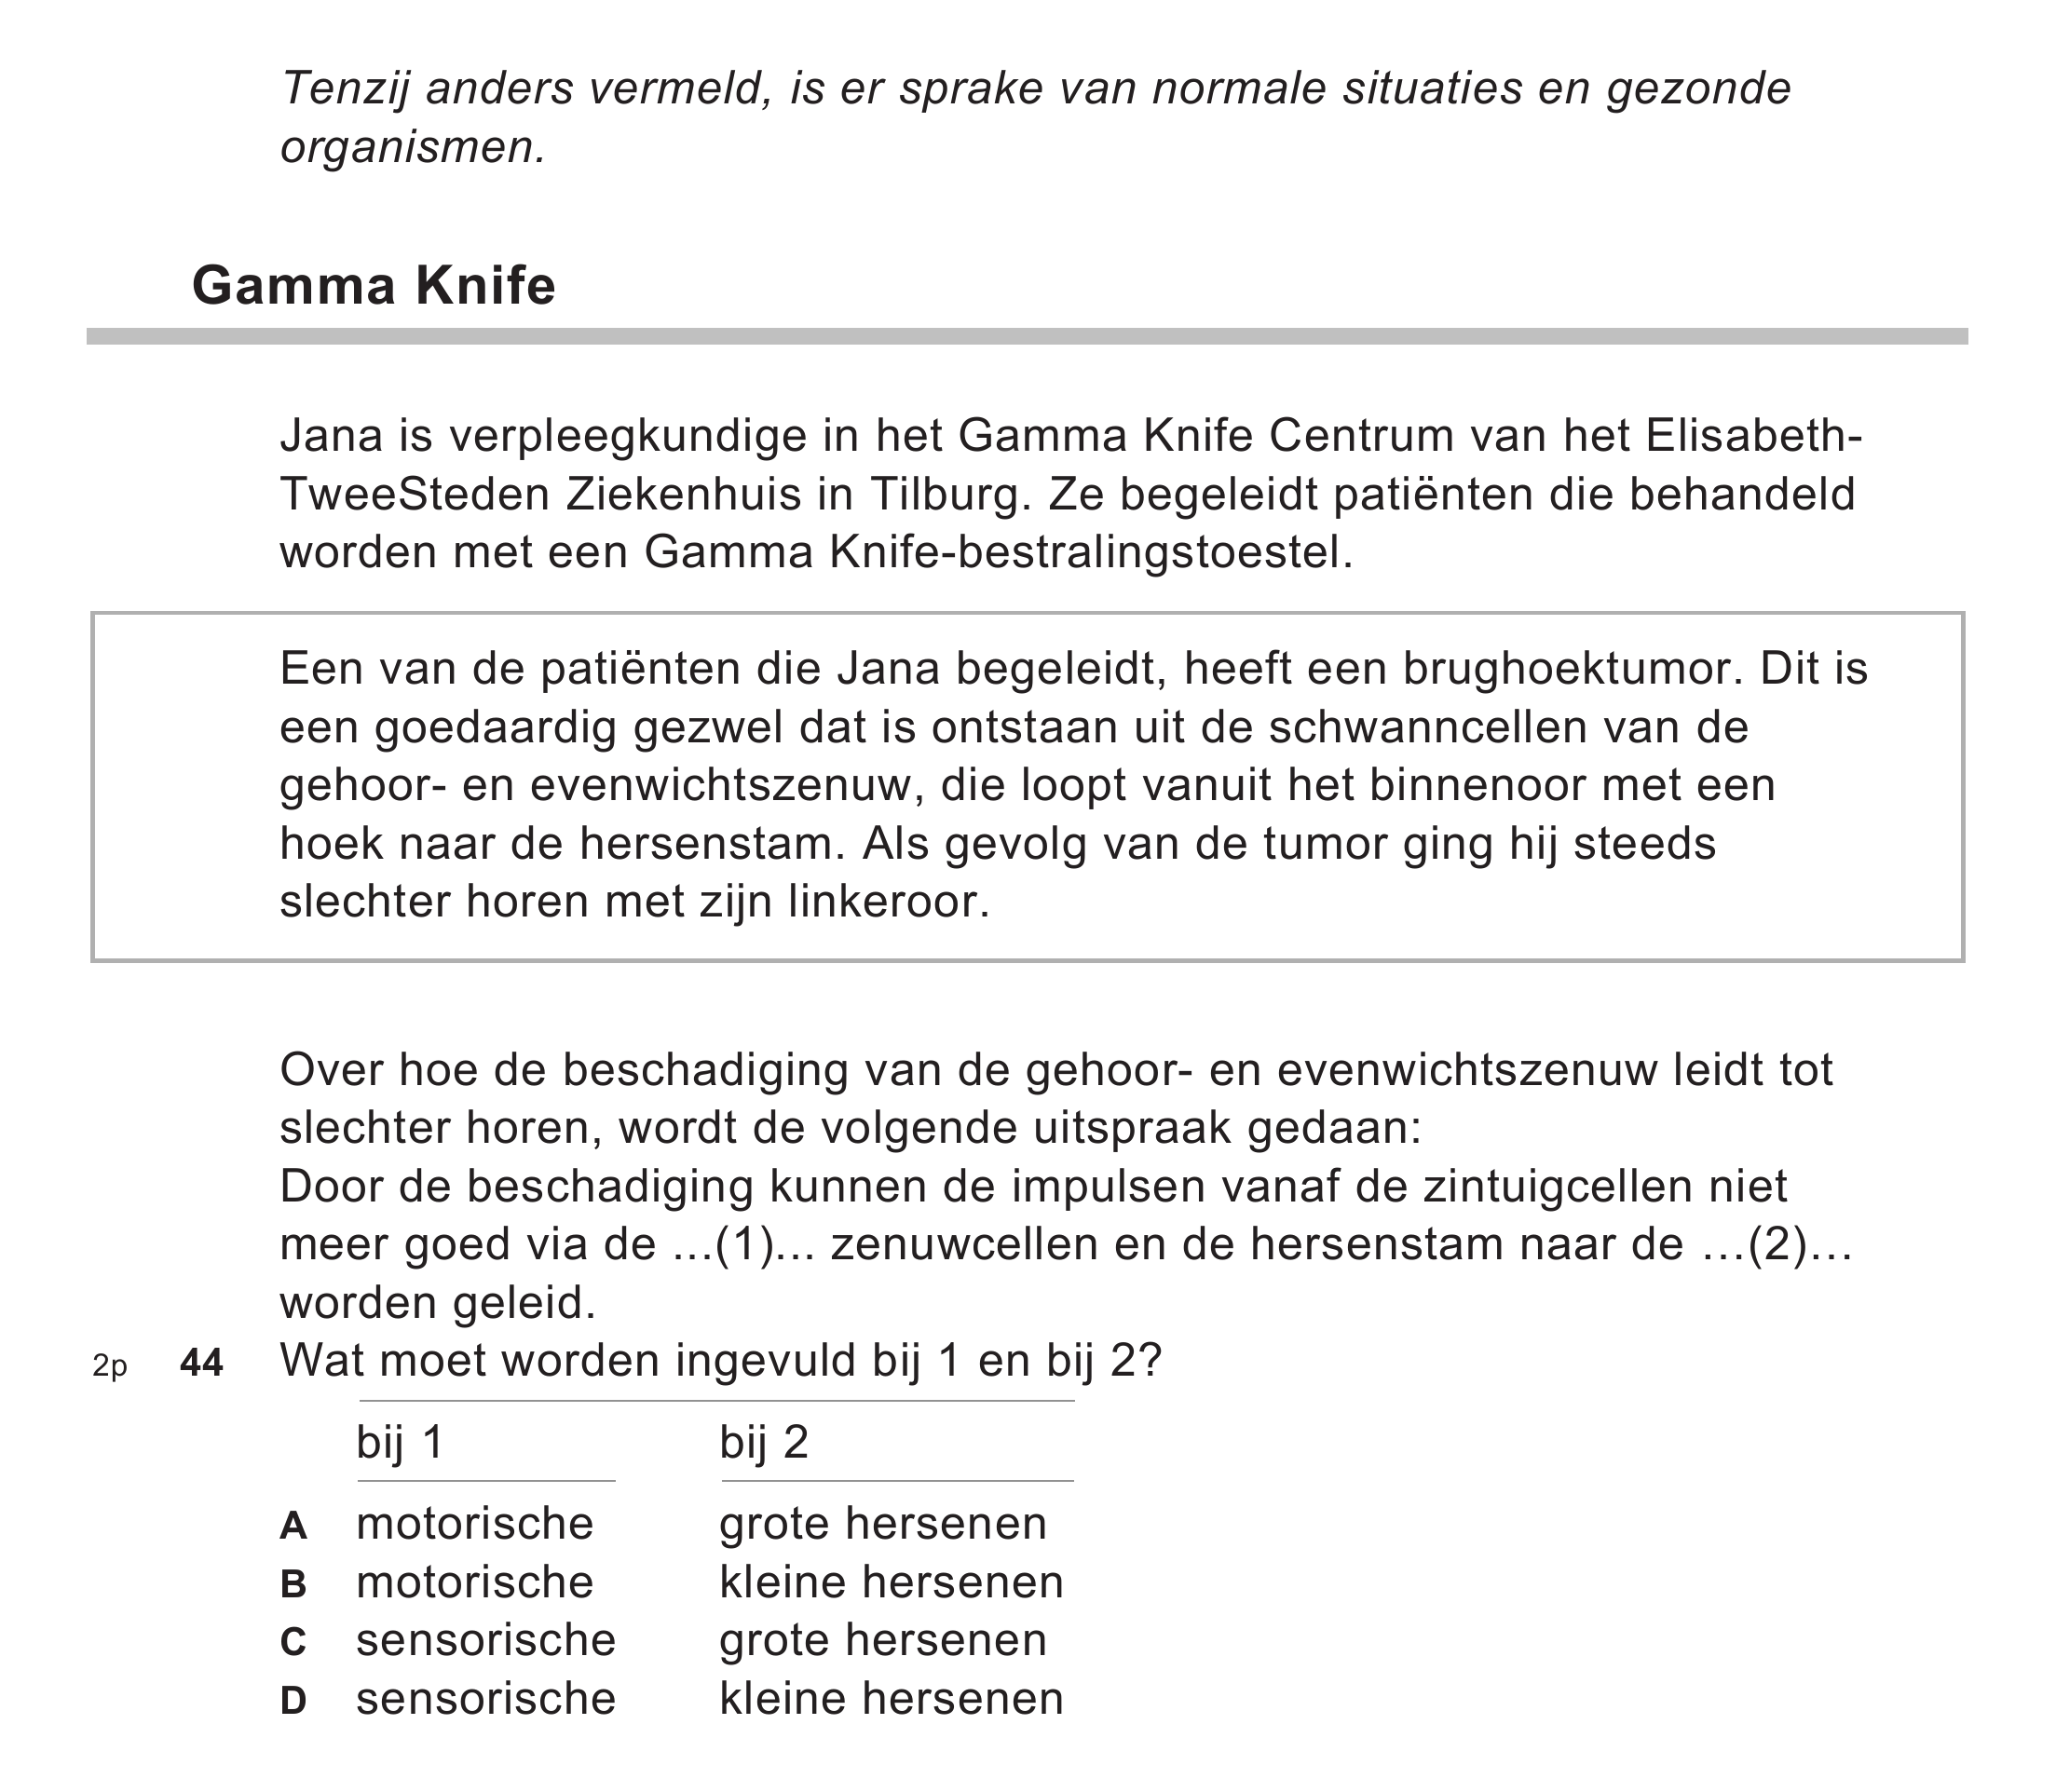 Tenzij anders vermeld, is er sprake van normale situaties en gezonde
organismen.
Gamma Knife
Jana is verpleegkundige in het Gamma Knife Centrum van het Elisabeth-
TweeSteden Ziekenhuis in Tilburg. Ze begeleidt patiënten die behandeld
worden met een Gamma Knife-bestralingstoestel.
Een van de patiënten die Jana begeleidt, heeft een brughoektumor. Dit is
een goedaardig gezwel dat is ontstaan uit de schwanncellen van de
gehoor- en evenwichtszenuw, die loopt vanuit het binnenoor met een
hoek naar de hersenstam. Als gevolg van de tumor ging hij steeds
slechter horen met zijn linkeroor.
Over hoe de beschadiging van de gehoor- en evenwichtszenuw leidt tot
slechter horen, wordt de volgende uitspraak gedaan:
Door de beschadiging kunnen de impulsen vanaf de zintuigcellen niet
meer goed via de ...(1)... zenuwcellen en de hersenstam naar de ...(2)...
worden geleid.
2p 44 Wat moet worden ingevuld bij 1 en bij 2?
bij 1 bij 2
A motorische grote hersenen
B motorische kleine hersenen
C sensorische grote hersenen
D sensorische kleine hersenen